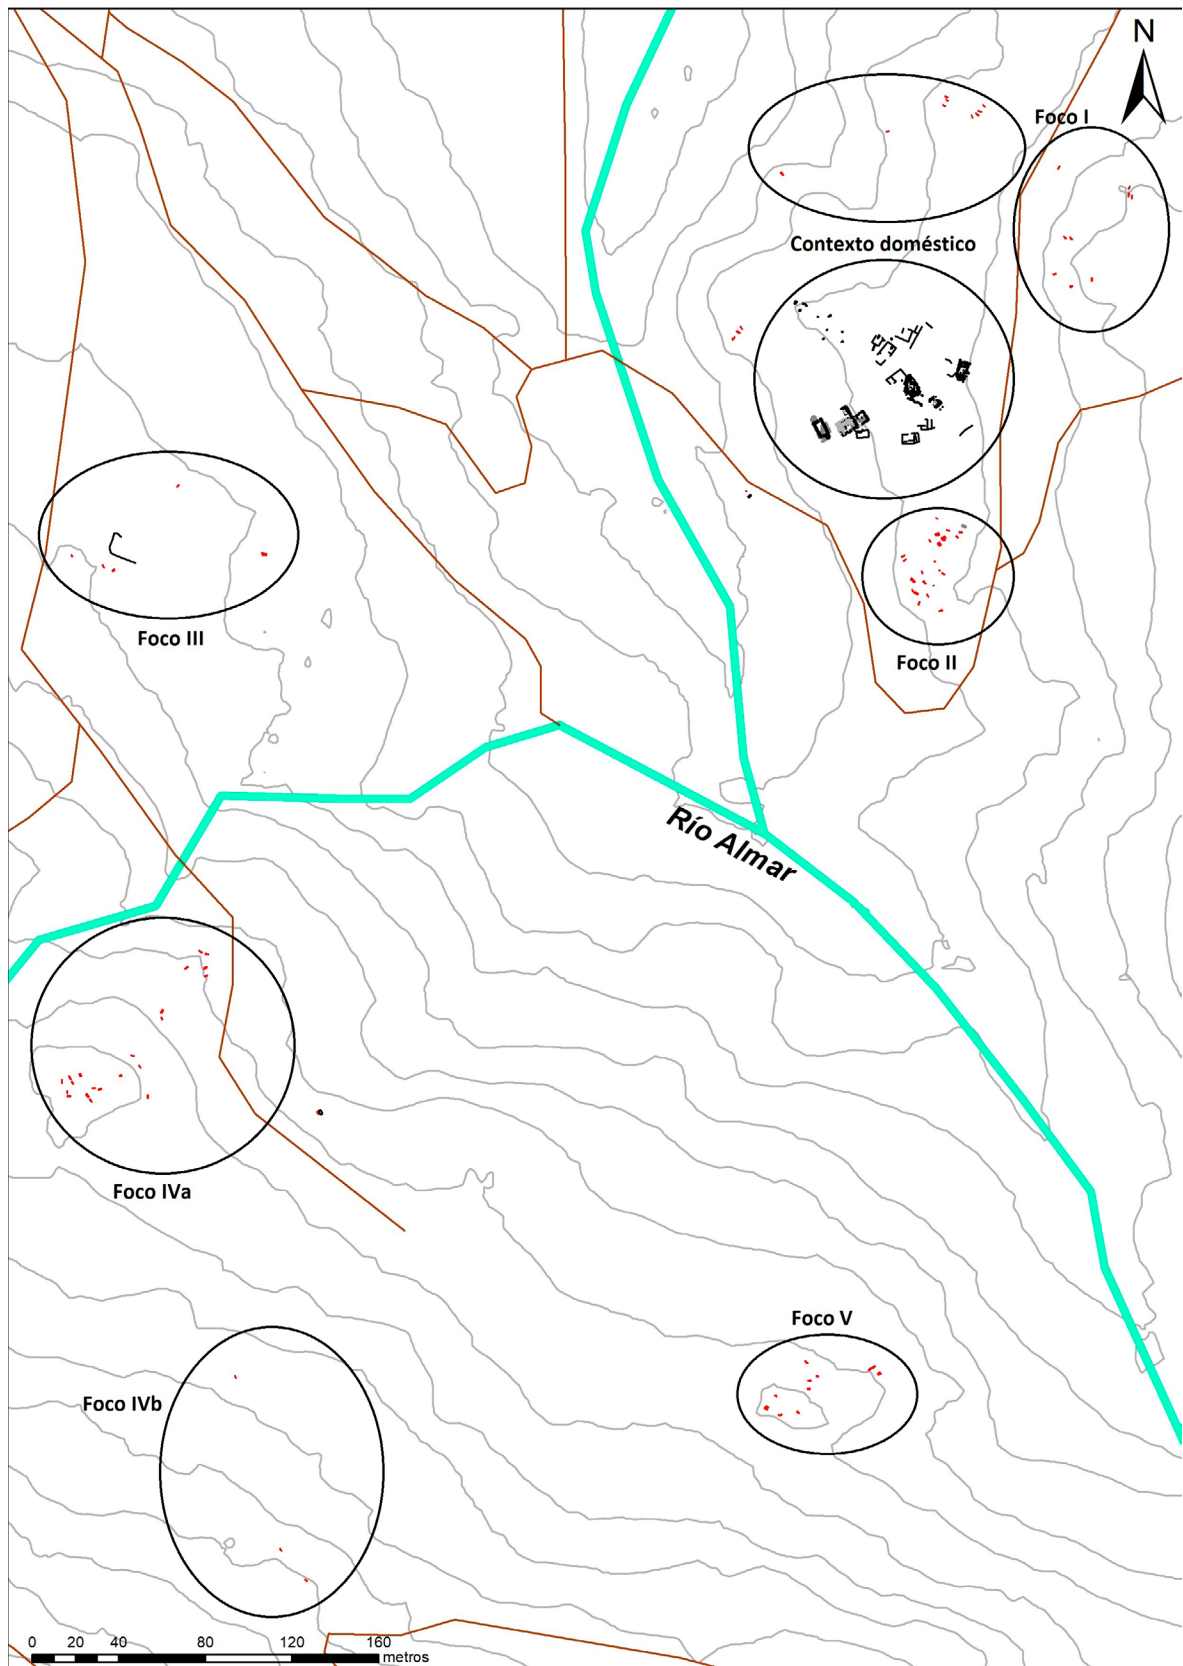 N
Foco I
Contexto doméstico
Foco III
Foco II
Río Almar
Foco IVa
Foco V
Foco IVb
0 20 40 80 120 160
metros